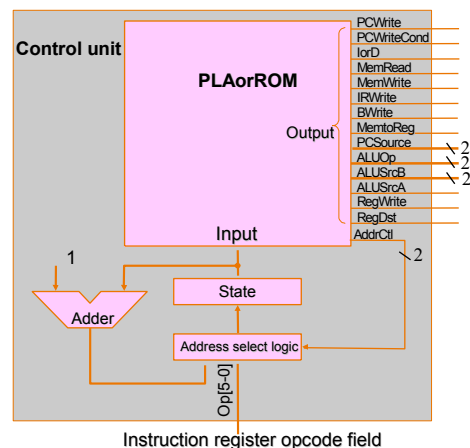 Control unit
PLAorROM
Output
PCWrite
PCWriteCond
IorD
MemRead
MemWrite
IRWrite
BWrite
MemtoReg
PCSource
2
ALUOp
2
ALUSrcB
2
ALUSrcA
RegWrite
RegDst
AddrCtl
Input
2
1
State
Adder
Address select logic
Op[5-0]
Instruction register opcode field